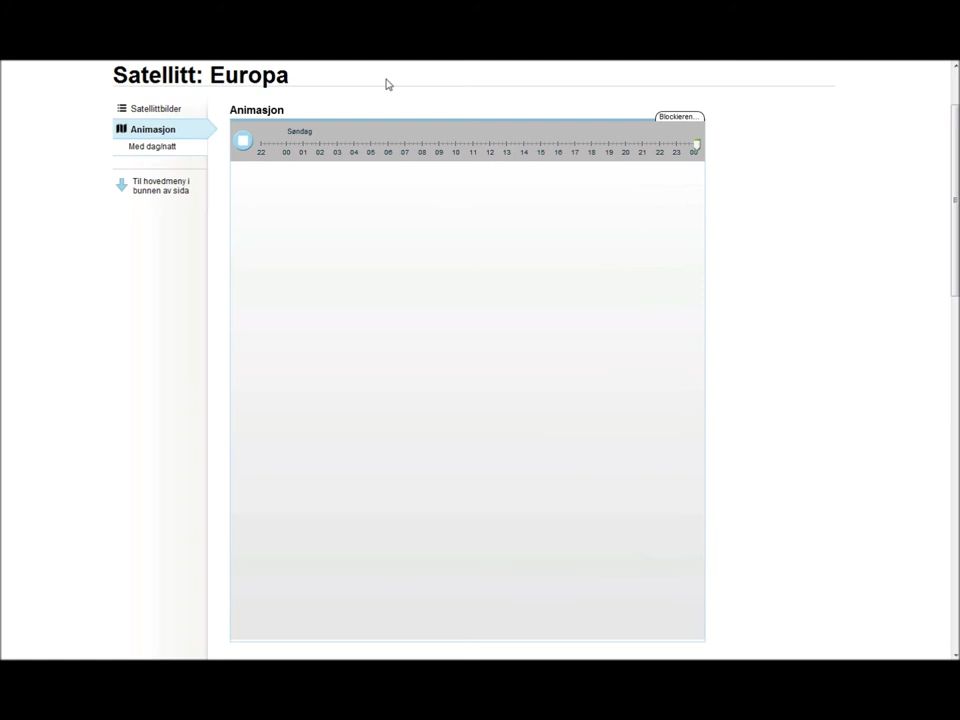 Satellitt: Europa
Satellittbilder
Animasjon
Med dag/natt
Til hovedmeny i
bunnen av sida
Animasjon
Blockieren...
Søndag
22 00 01 02 03 04 05 06 07 08 09 10 11 12 13 14 15 16 17 18 19 20 21 22 23 00